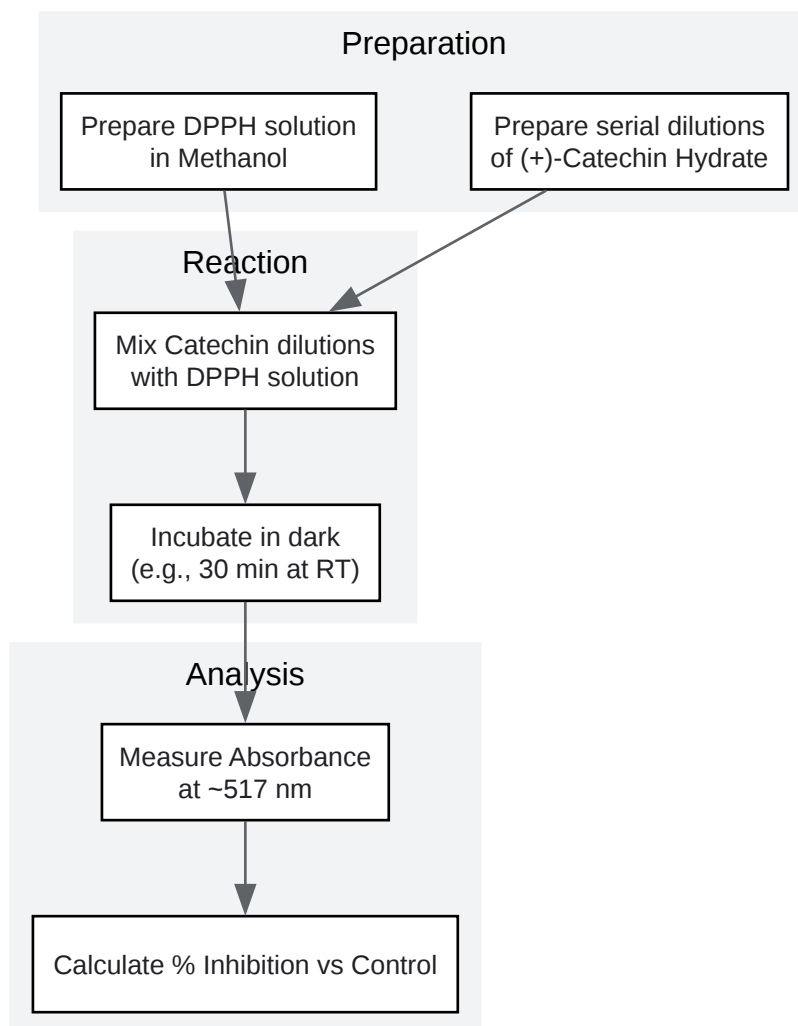 Preparation
Prepare DPPH solution
in Methanol
Prepare serial dilutions
of (+)-Catechin Hydrate
Reaction
Mix Catechin dilutions
with DPPH solution
Incubate in dark
(e.g., 30 min at RT)
Analysis
Measure Absorbance
at ~517 nm
Calculate % Inhibition vs Control